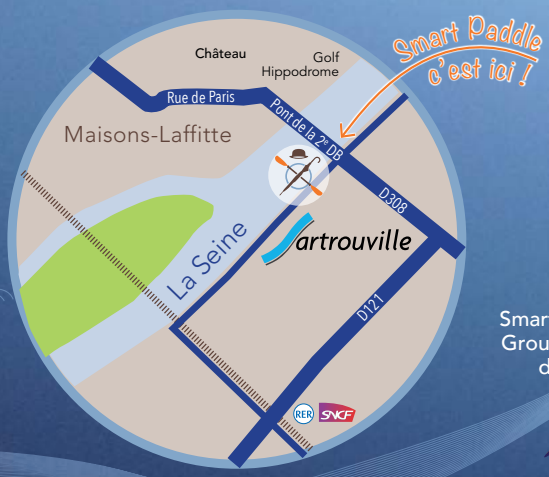 Smart Paddle
c'est ici !
Château
Golf
Hippodrome
Rue de Paris
Pont de la 2e DB
Maisons-Laffitte
D308
La Seine
Sartrouville
D121
RER
SNCF
Smart
Grou
d